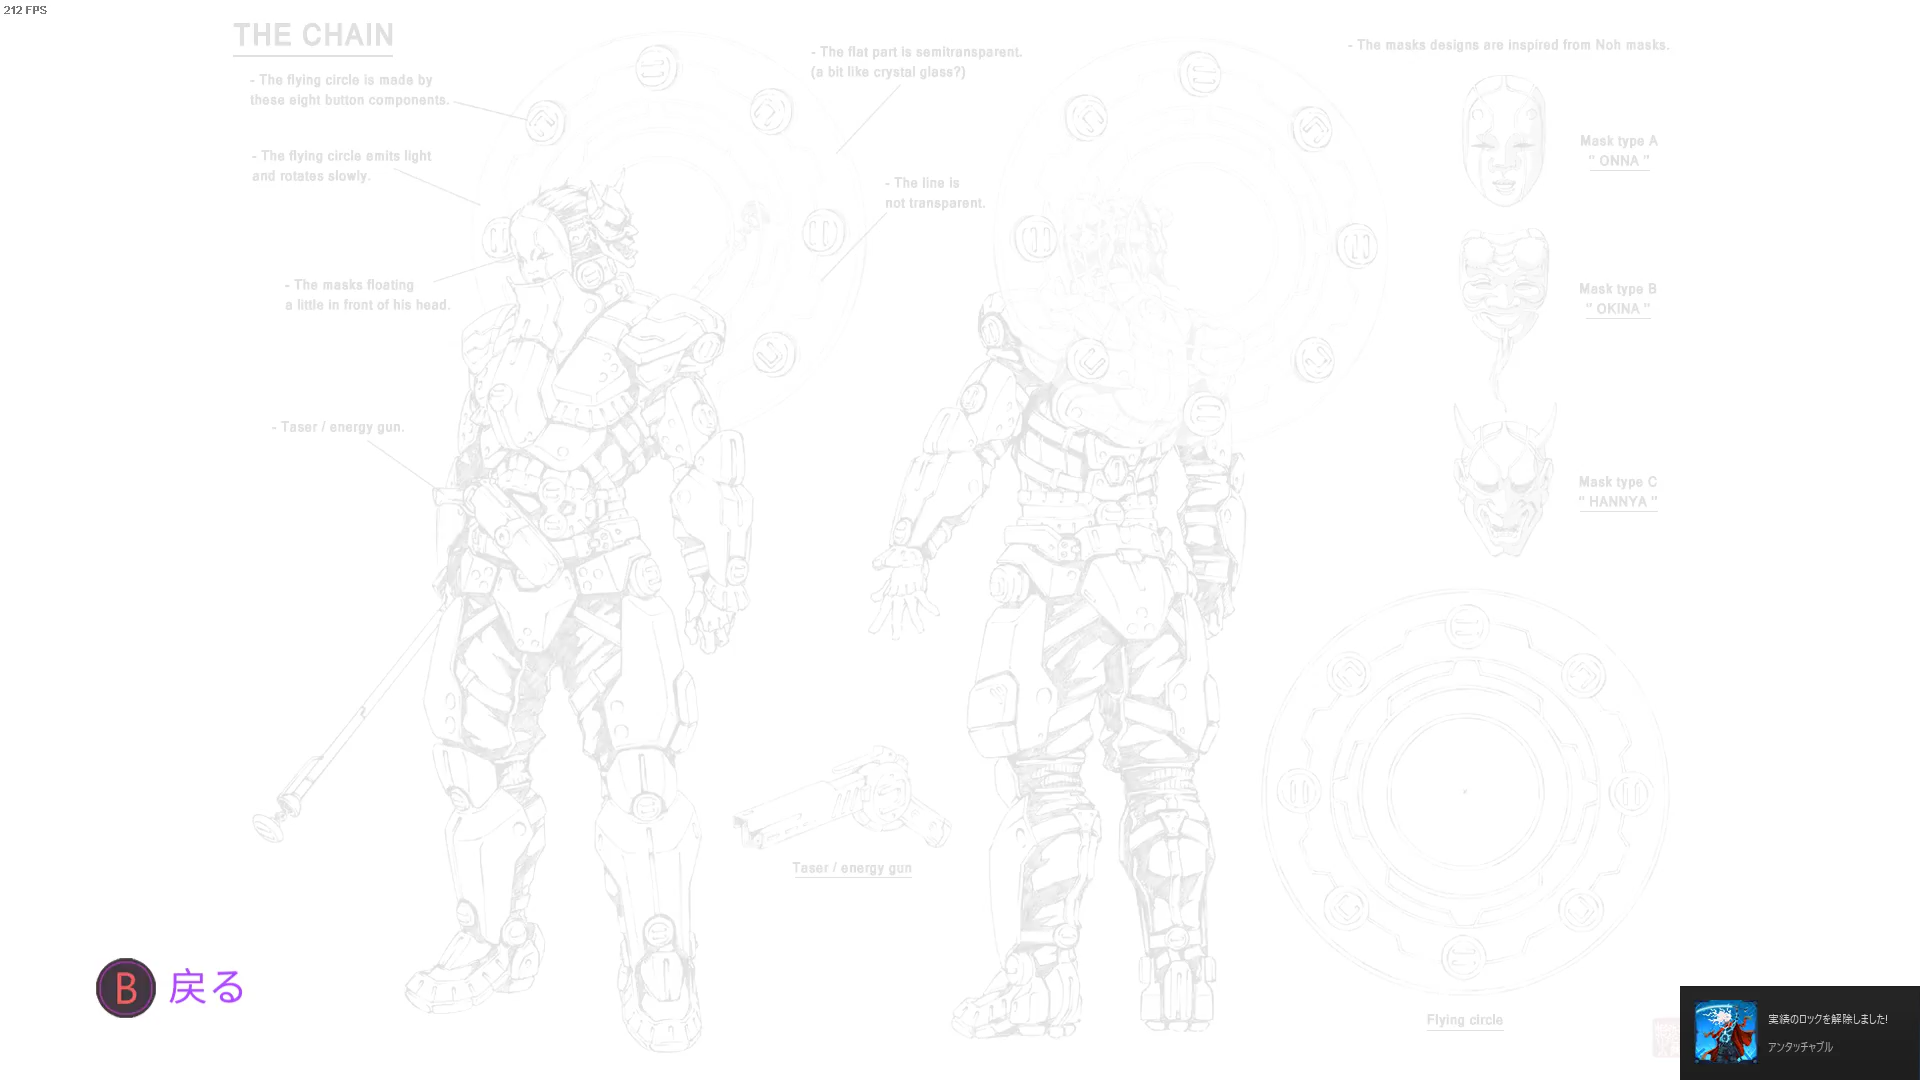 212 FPS
THE CHAIN
- The flying circle is made by
these eight button components.
- The flying circle emits light
and rotates slowly.
- The masks floating
a little in front of his head.
- Taser / energy gun.
- The flat part is semitransparent.
(a bit like crystal glass?)
- The line is
not transparent.
- The masks designs are inspired from Noh masks.
Mask type A
" ONNA "
Mask type B
" OKINA "
Mask type C
" HANNYA "
Taser / energy gun
Flying circle
B 戻る
実績のロックを解除しました!
アンタッチャブル